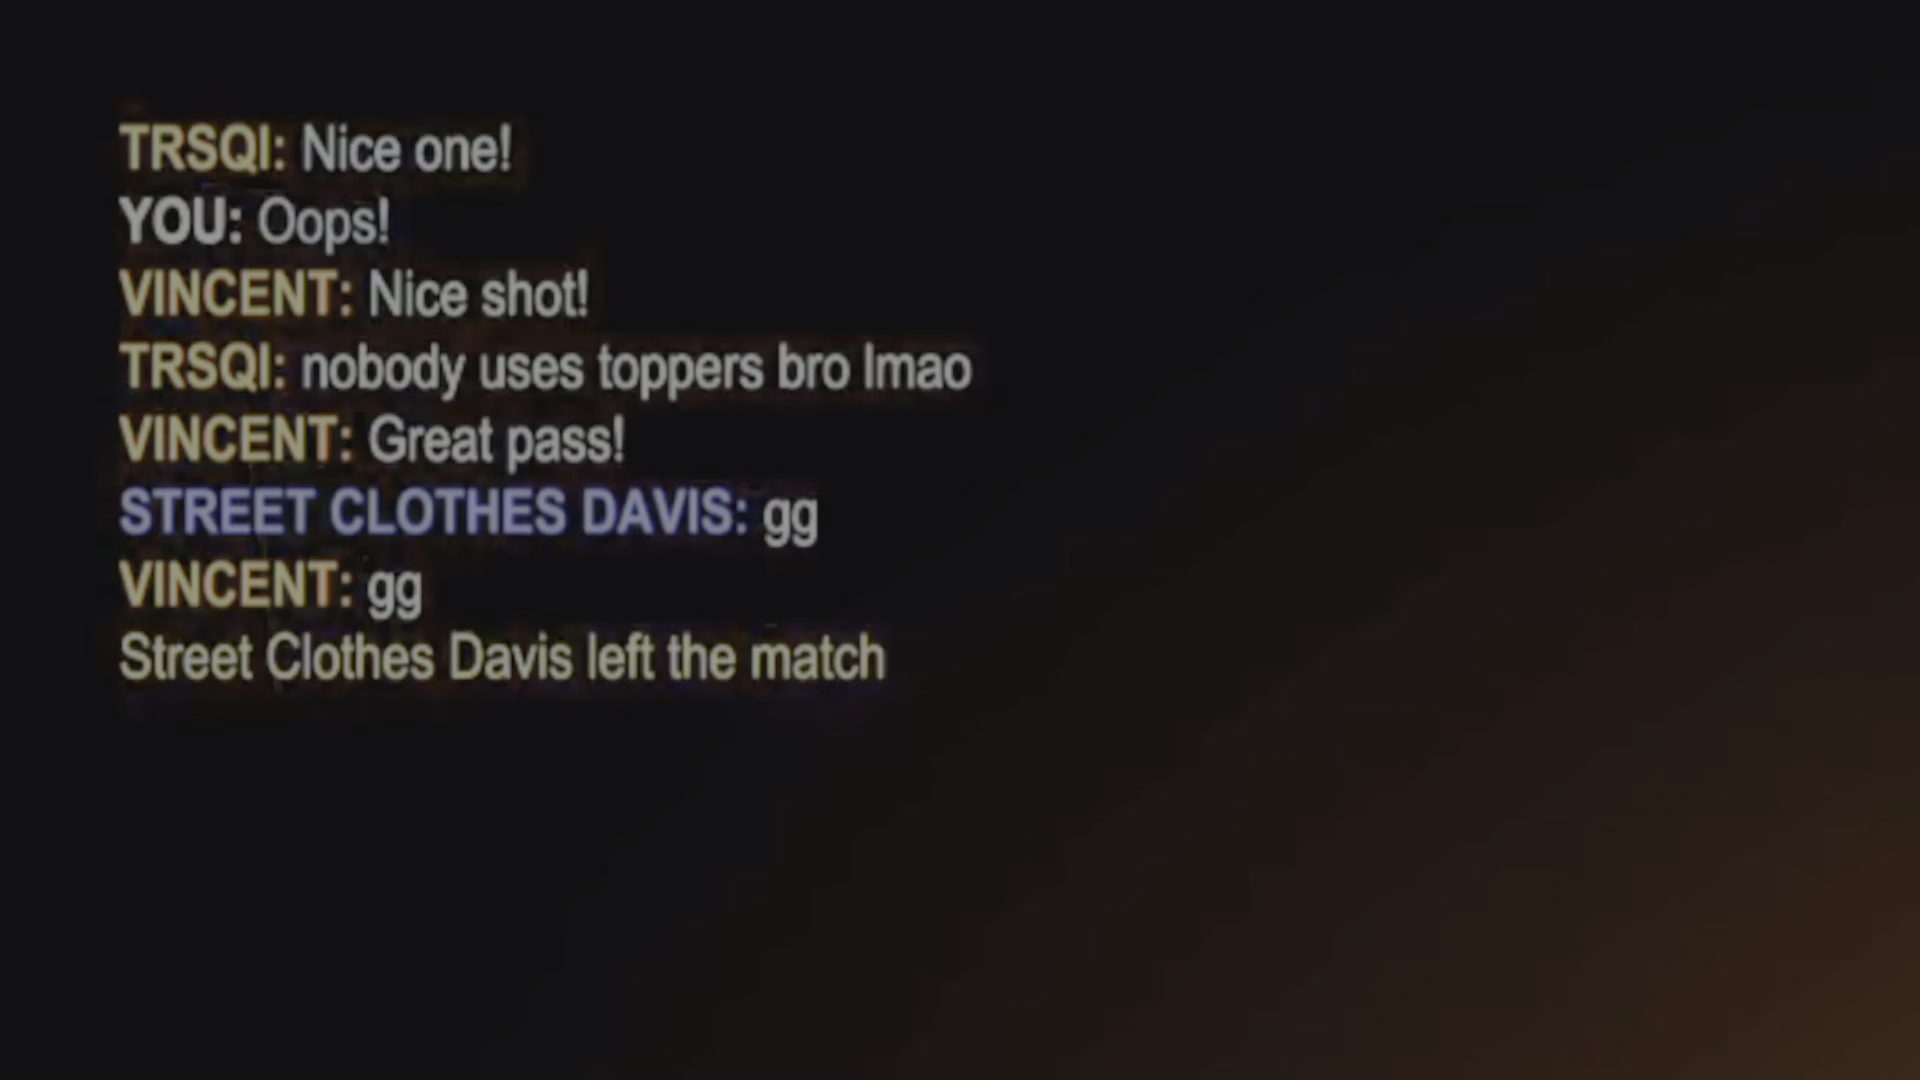 TRSQI: Nice one!
YOU: Oops!
VINCENT: Nice shot!
TRSQI: nobody uses toppers bro lmao
VINCENT: Great pass!
STREET CLOTHES DAVIS: gg
VINCENT: gg
Street Clothes Davis left the match